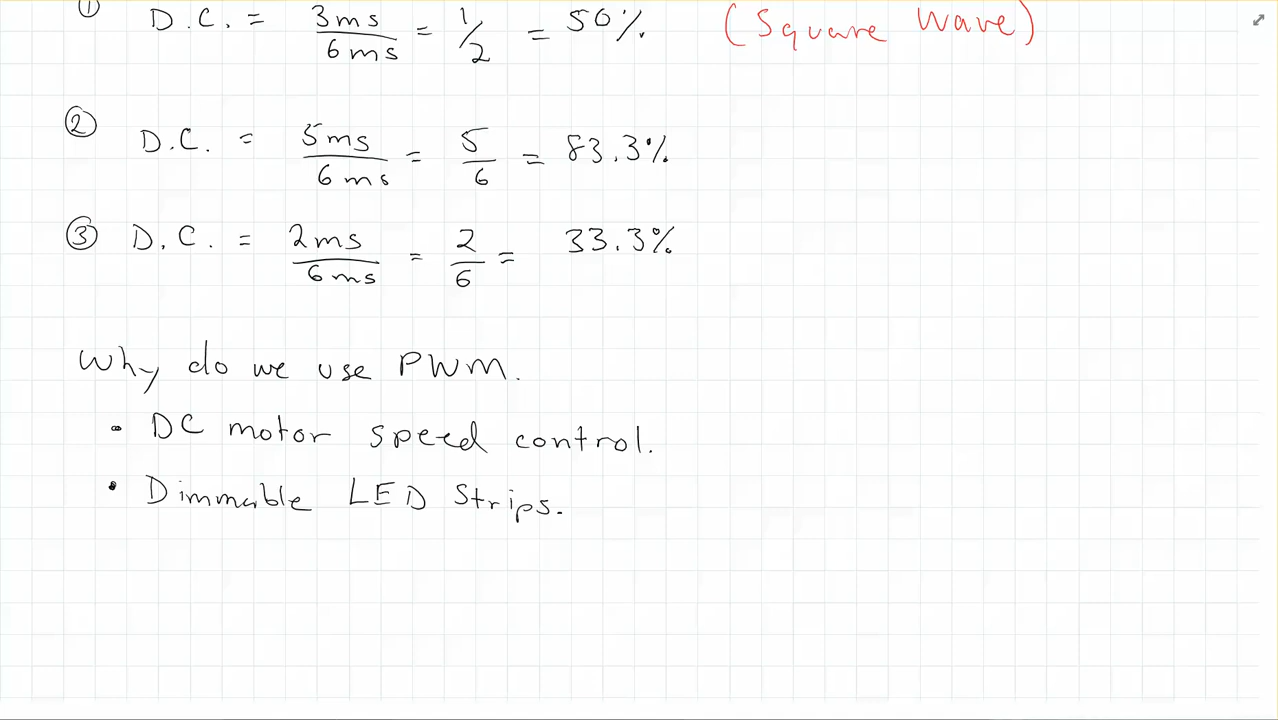 ① D.C. = 3ms/6ms = 1/2 = 50% (Square Wave)
② D.C. = 5ms/6ms = 5/6 = 83.3%
③ D.C. = 2ms/6ms = 2/6 = 33.3%
Why do we use PWM.
• DC motor speed control.
• Dimmable LED Strips.